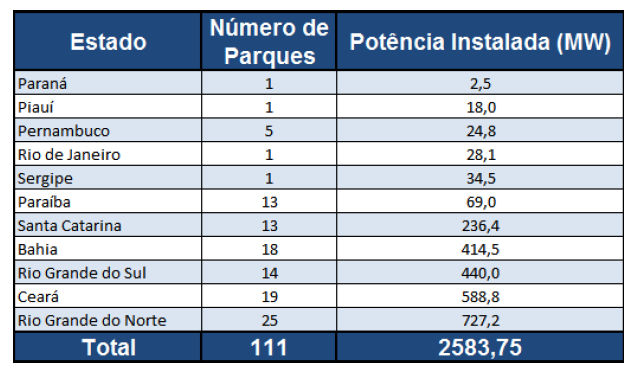 Estado Número de Parques Potência Instalada (MW)
Paraná 1 2,5
Piauí 1 18,0
Pernambuco 5 24,8
Rio de Janeiro 1 28,1
Sergipe 1 34,5
Paraíba 13 69,0
Santa Catarina 13 236,4
Bahia 18 414,5
Rio Grande do Sul 14 440,0
Ceará 19 588,8
Rio Grande do Norte 25 727,2
Total 111 2583,75